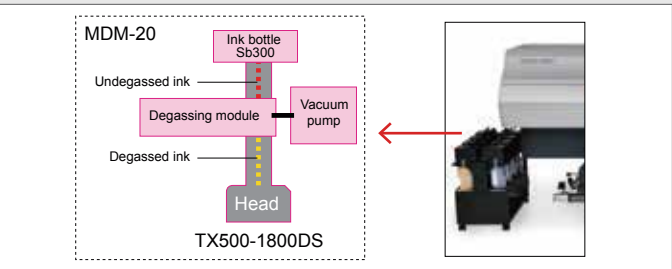 MDM-20
Ink bottle
Sb300
Undegassed ink
Degassing module
Vacuum
pump
Degassed ink
Head
TX500-1800DS